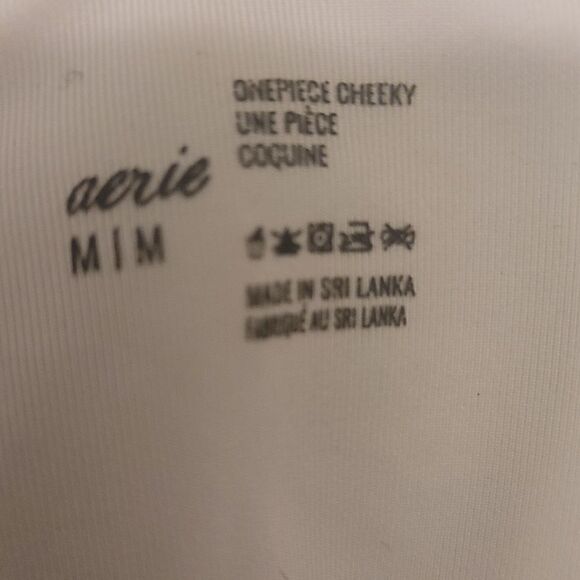 aerie
M | M
ONEPIECE CHEEKY
UNE PIÈCE
COQUINE
MADE IN SRI LANKA
FABRIQUÉ AU SRI LANKA